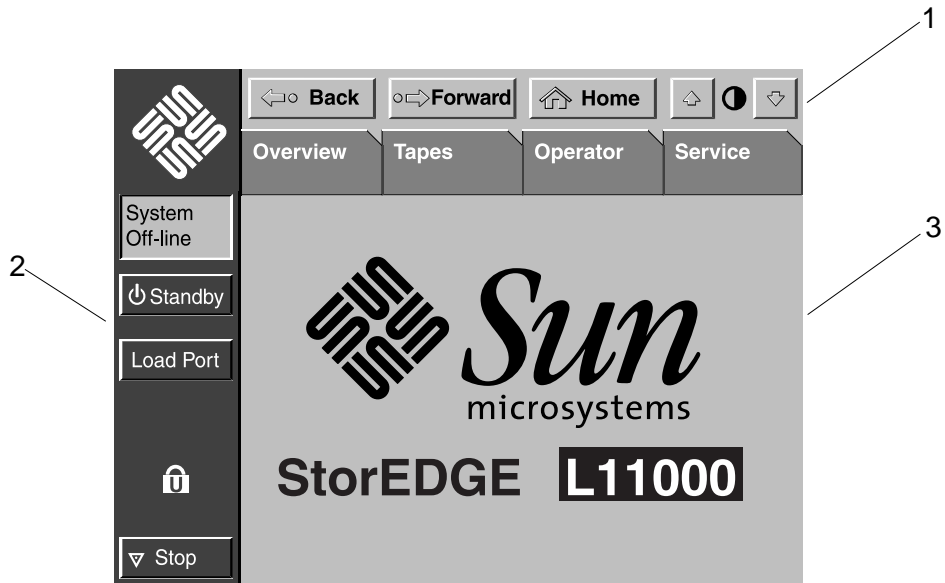 1
Back Forward Home
Overview Tapes Operator Service
System
Off-line
3
2
Standby
Load Port
Sun
microsystems
StorEDGE L11000
U
Stop